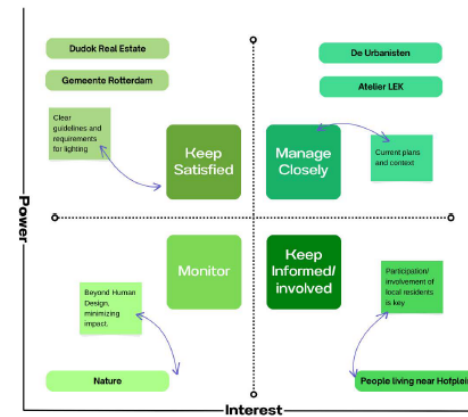 Dudok Real Estate
Gemeente Rotterdam
De Urbanisten
Atelier LEK
Clear
guidelines and
requirements
for lighting
Keep
Satisfied
Manage
Closely
Current plans
and context
Power
Monitor
Keep
Informed/
involved
Beyond Human
Design,
minimizing
impact.
Participation/
involvement of
local residents
is key
Nature
People living near Hofplein
Interest